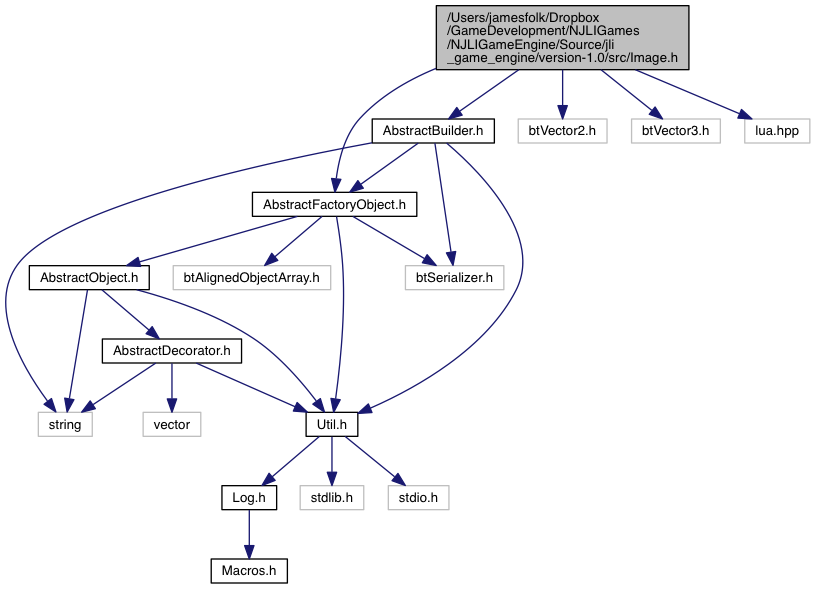 /Users/jamesfolk/Dropbox
/GameDevelopment/NJLIGames
/NJLIGameEngine/Source/jli
_game_engine/version-1.0/src/Image.h
AbstractBuilder.h
btVector2.h
btVector3.h
lua.hpp
AbstractFactoryObject.h
AbstractObject.h
btAlignedObjectArray.h
btSerializer.h
AbstractDecorator.h
string
vector
Util.h
Log.h
stdlib.h
stdio.h
Macros.h